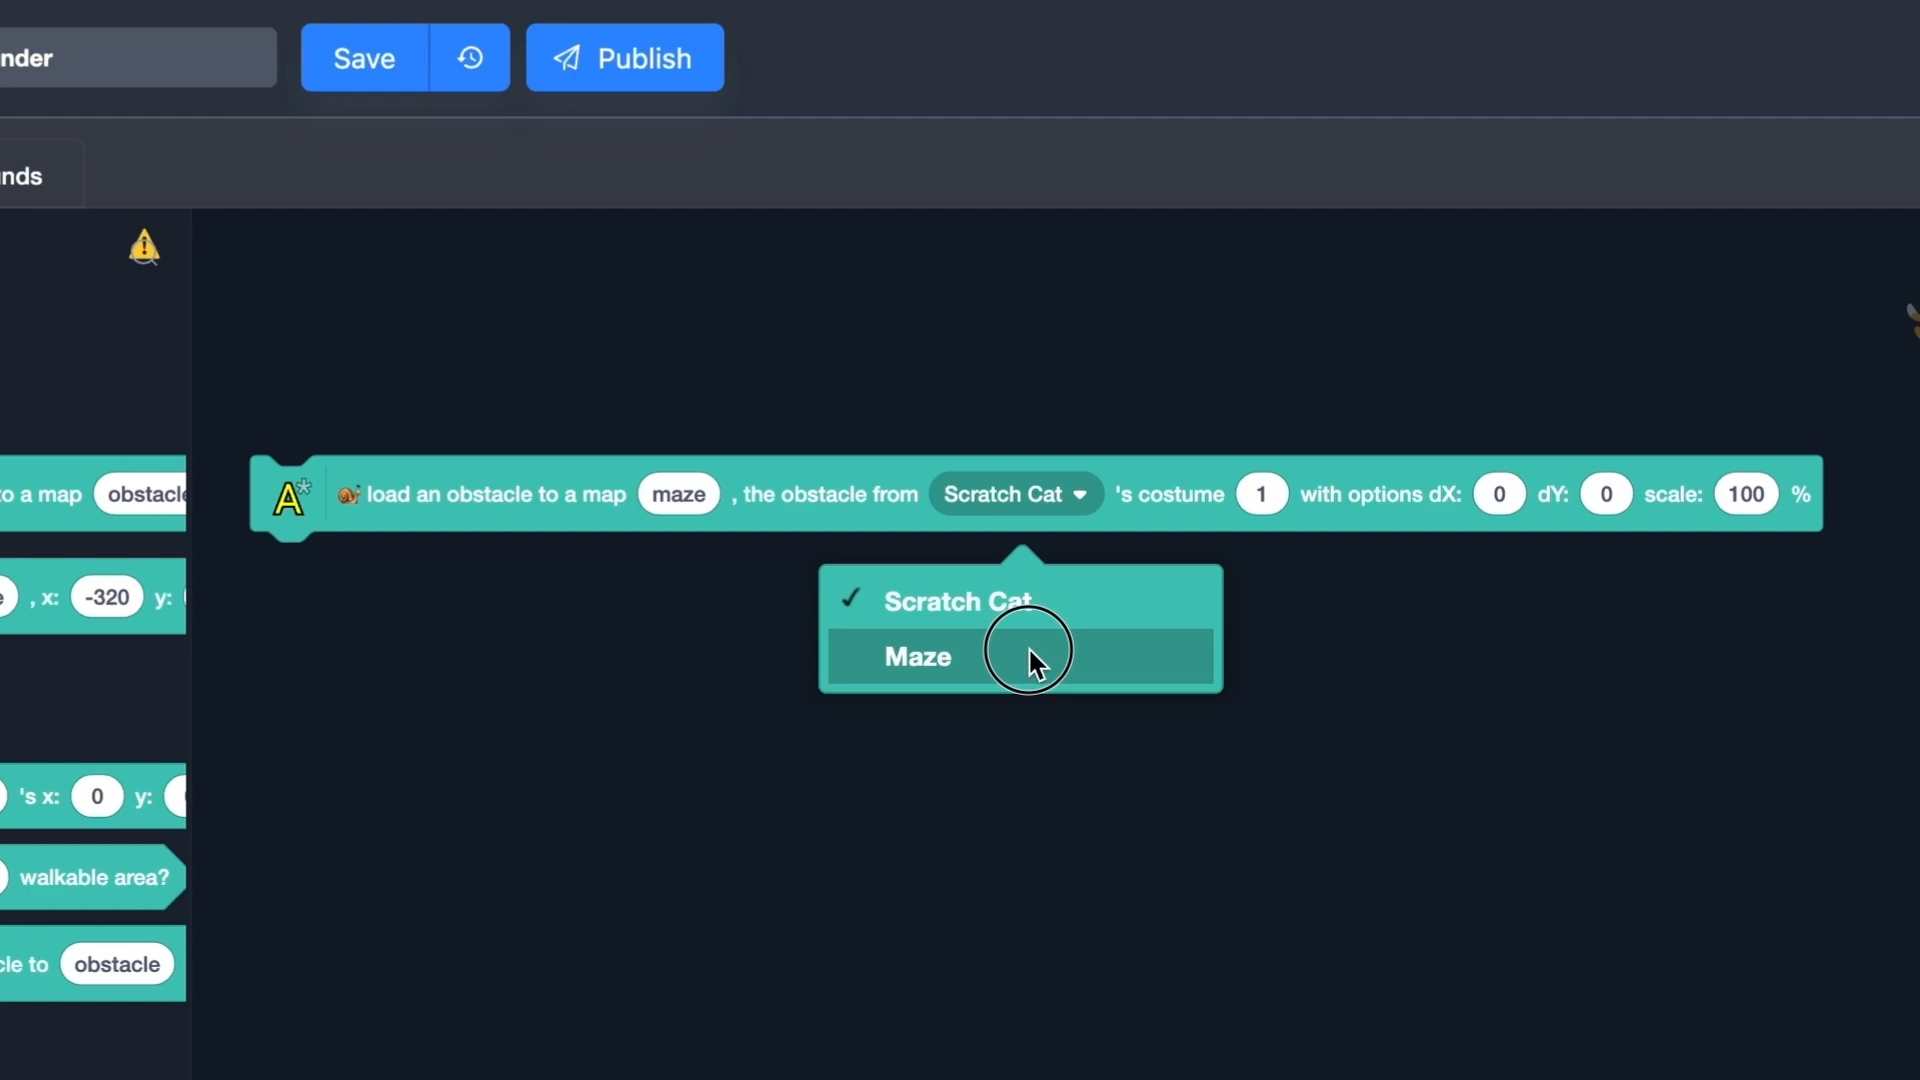 nder
Save
Publish
nds
o a map obstacle
A* 🐌 load an obstacle to a map maze , the obstacle from Scratch Cat 's costume 1 with options dX: 0 dY: 0 scale: 100 %
e , x: -320 y:
✓ Scratch Cat
Maze
's x: 0 y:
walkable area?
cle to obstacle